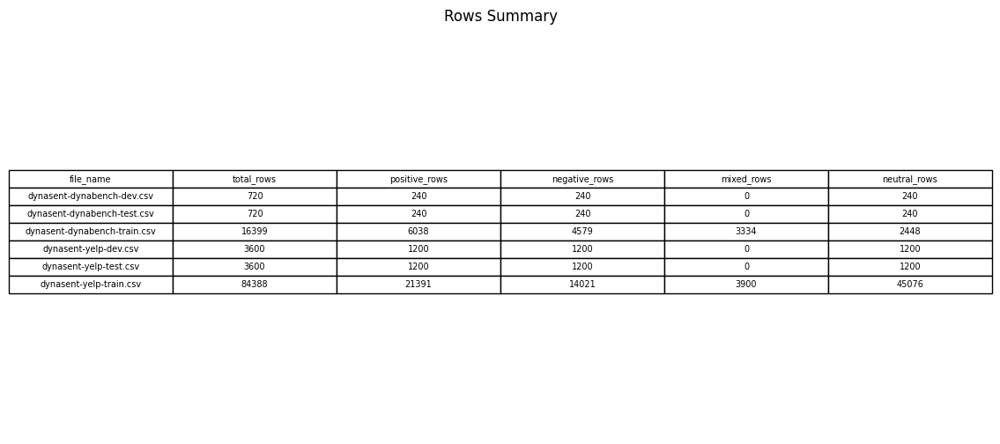 Rows Summary
file_name total_rows positive_rows negative_rows mixed_rows neutral_rows
dynasent-dynabench-dev.csv 720 240 240 0 240
dynasent-dynabench-test.csv 720 240 240 0 240
dynasent-dynabench-train.csv 16399 6038 4579 3334 2448
dynasent-yelp-dev.csv 3600 1200 1200 0 1200
dynasent-yelp-test.csv 3600 1200 1200 0 1200
dynasent-yelp-train.csv 84388 21391 14021 3900 45076